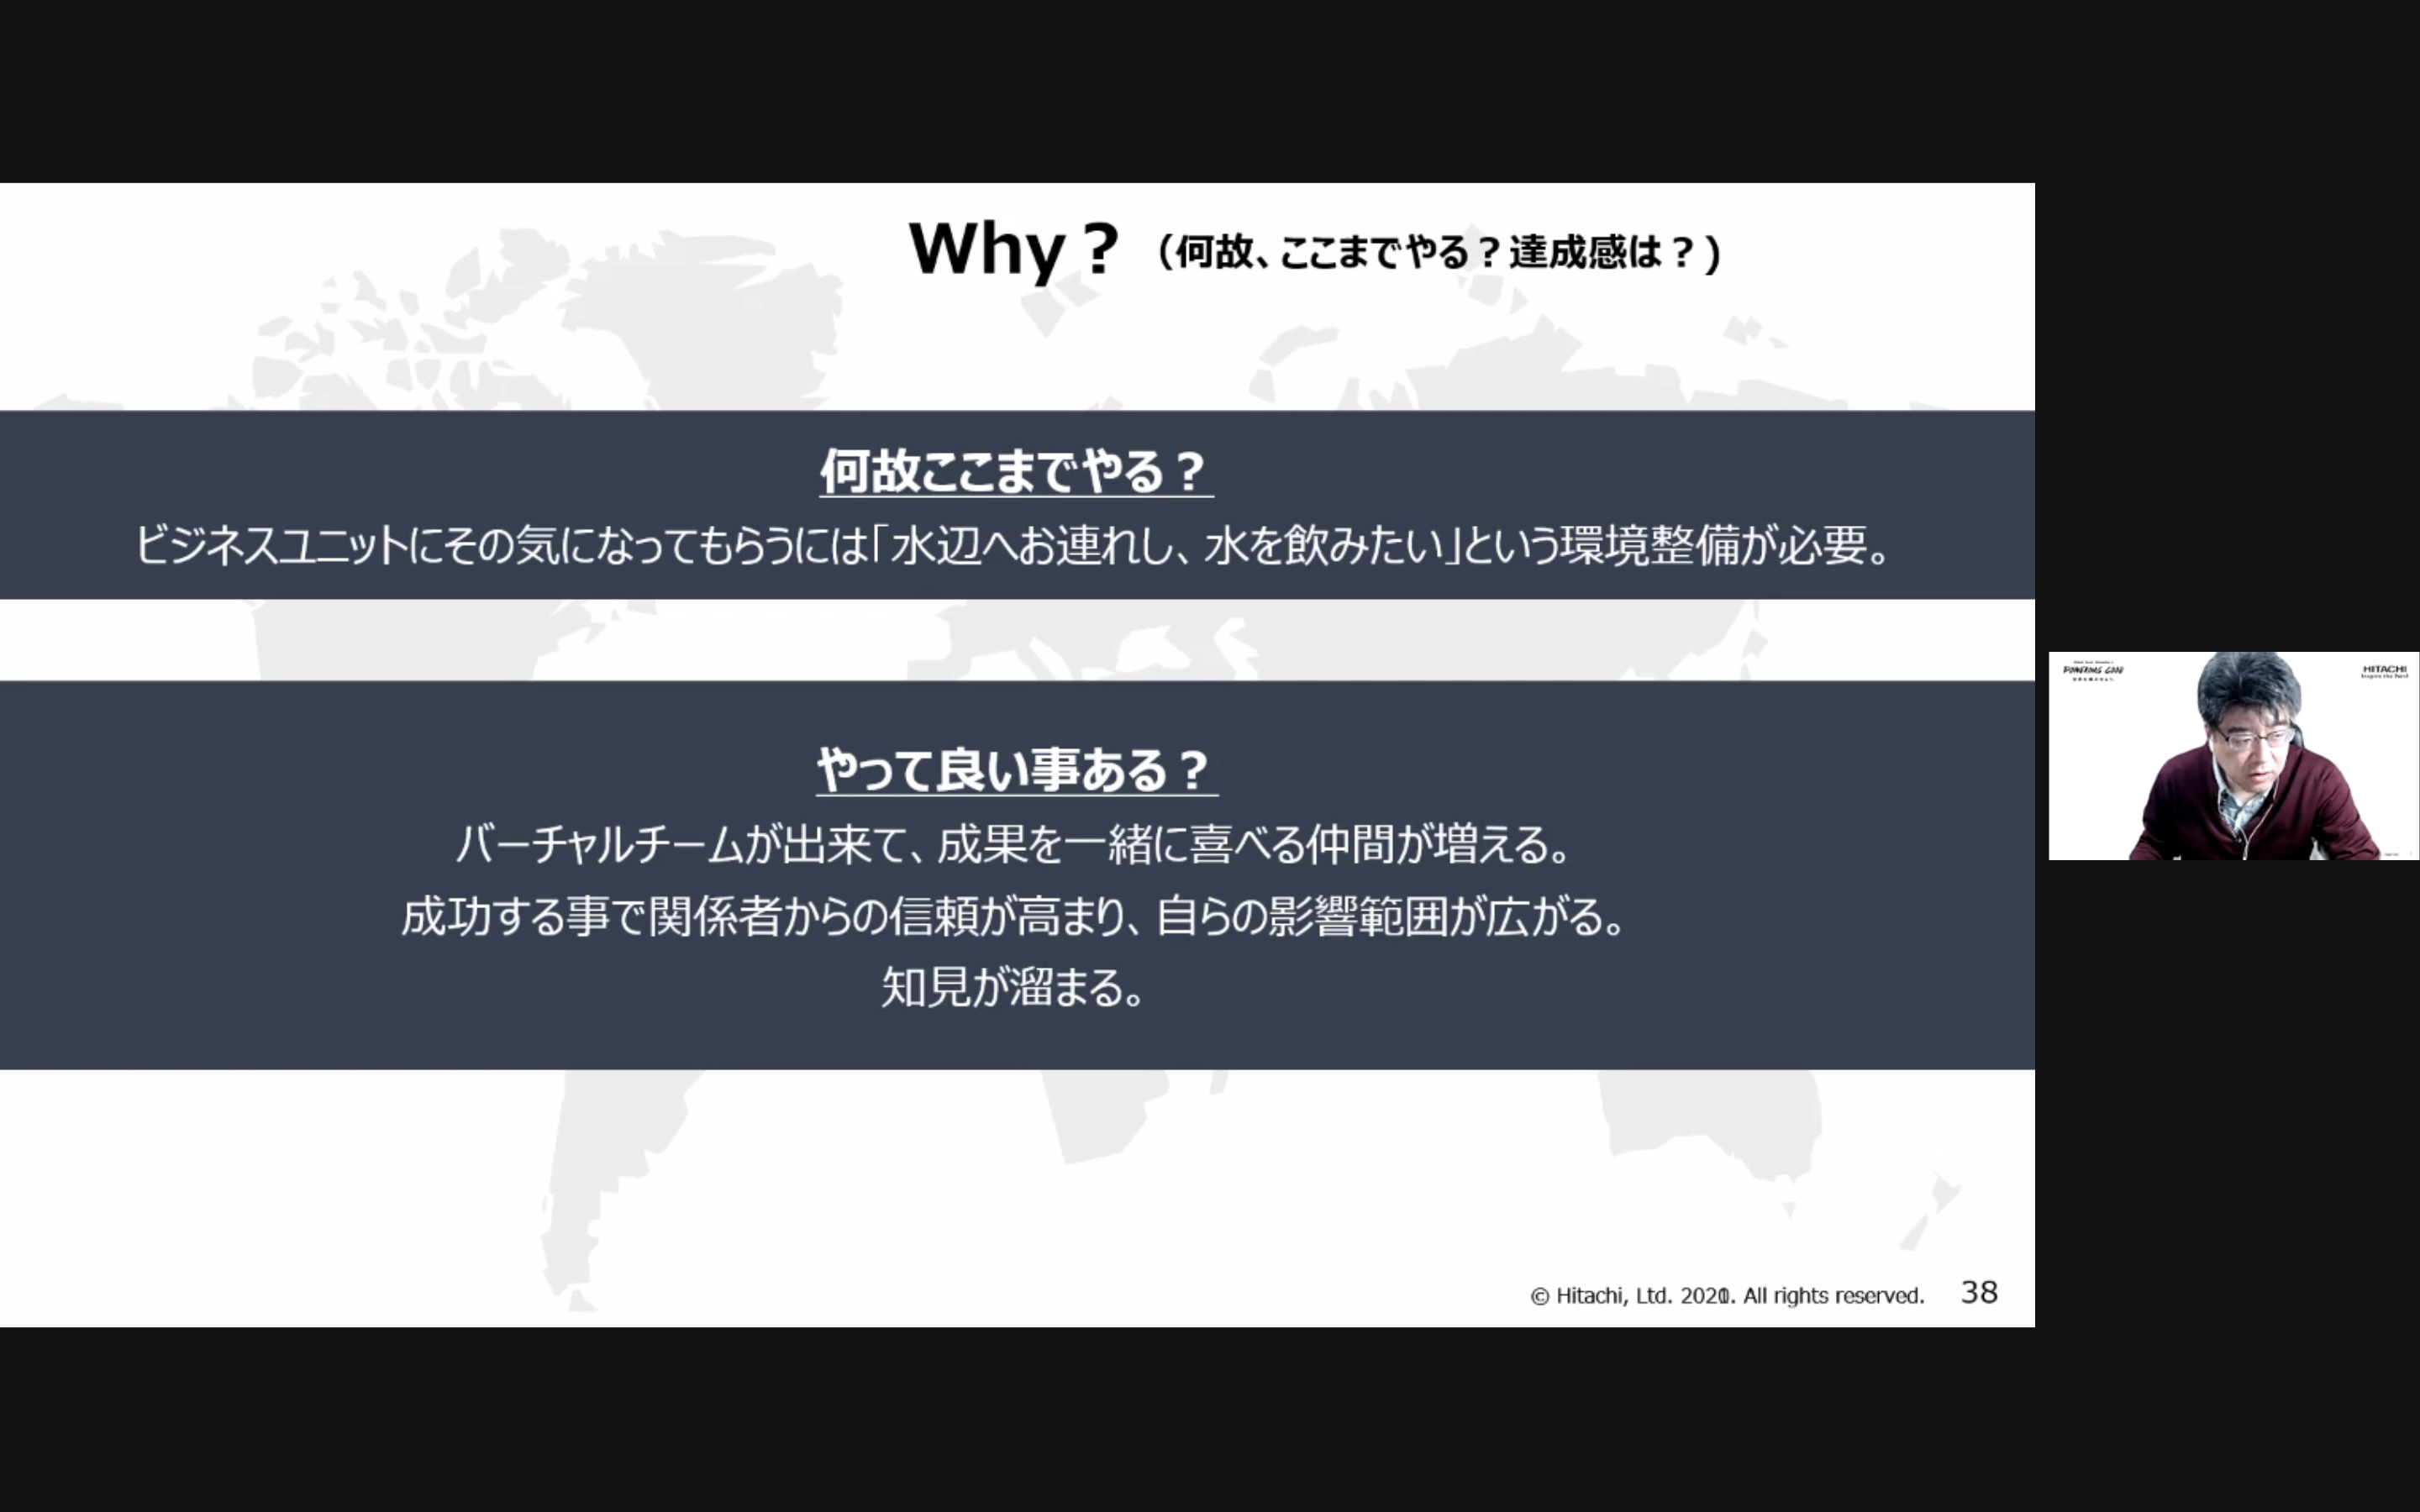 Why？（何故、ここまでやる？達成感は？）
何故ここまでやる？
ビジネスユニットにその気になってもらうには「水辺へお連れし、水を飲みたい」という環境整備が必要。
やって良い事ある？
バーチャルチームが出来て、成果を一緒に喜べる仲間が増える。
成功する事で関係者からの信頼が高まり、自らの影響範囲が広がる。
知見が溜まる。
© Hitachi, Ltd. All rights reserved. 38
POWERING GOOD
HITACHI
Inspire the Next